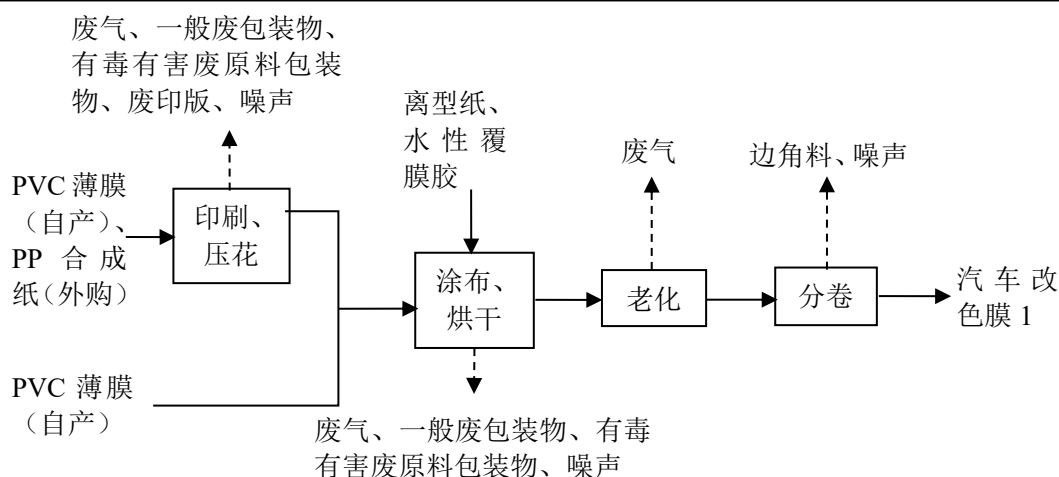 废气、一般废包装物、
有毒有害废原料包装
物、废印版、噪声
离型纸、
水性覆
膜胶
废气
边角料、噪声
PVC 薄膜
（自产）、
PP 合成
纸（外购）
印刷、
压花
涂布、
烘干
老化
分卷
汽车改
色膜 1
PVC 薄膜
（自产）
废气、一般废包装物、有毒
有害废原料包装物、噪声